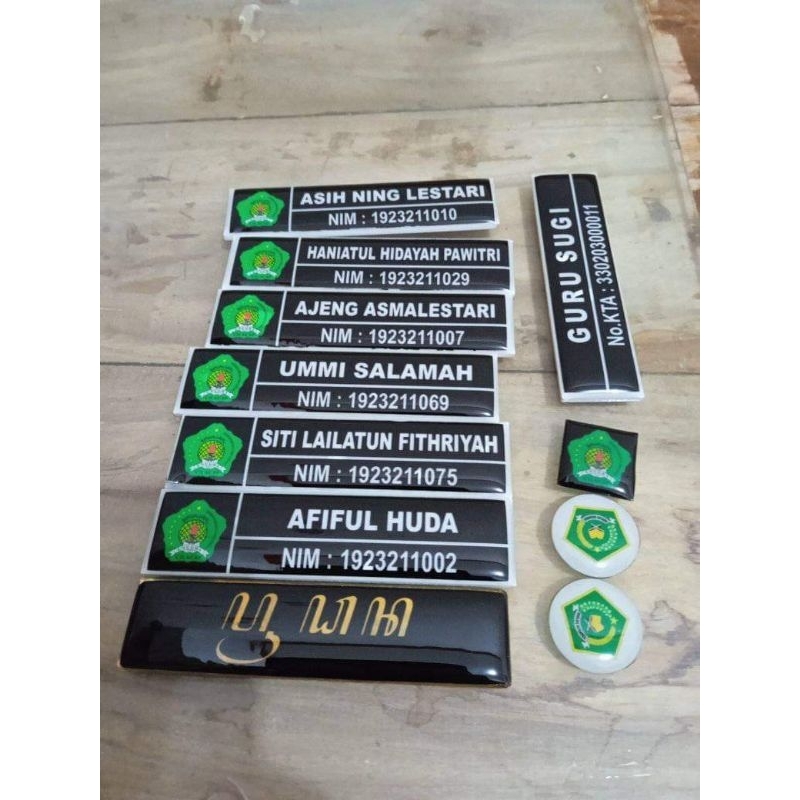 ASIH NING LESTARI
NIM : 1923211010
HANIATUL HIDAYAH PAWITRI
NIM : 1923211029
AJENG ASMALESTARI
NIM : 1923211007
UMMI SALAMAH
NIM : 1923211069
SITI LAILATUN FITHRIYAH
NIM : 1923211075
AFIFUL HUDA
NIM : 1923211002
GURU SUGI
No.KTA : 330203000011